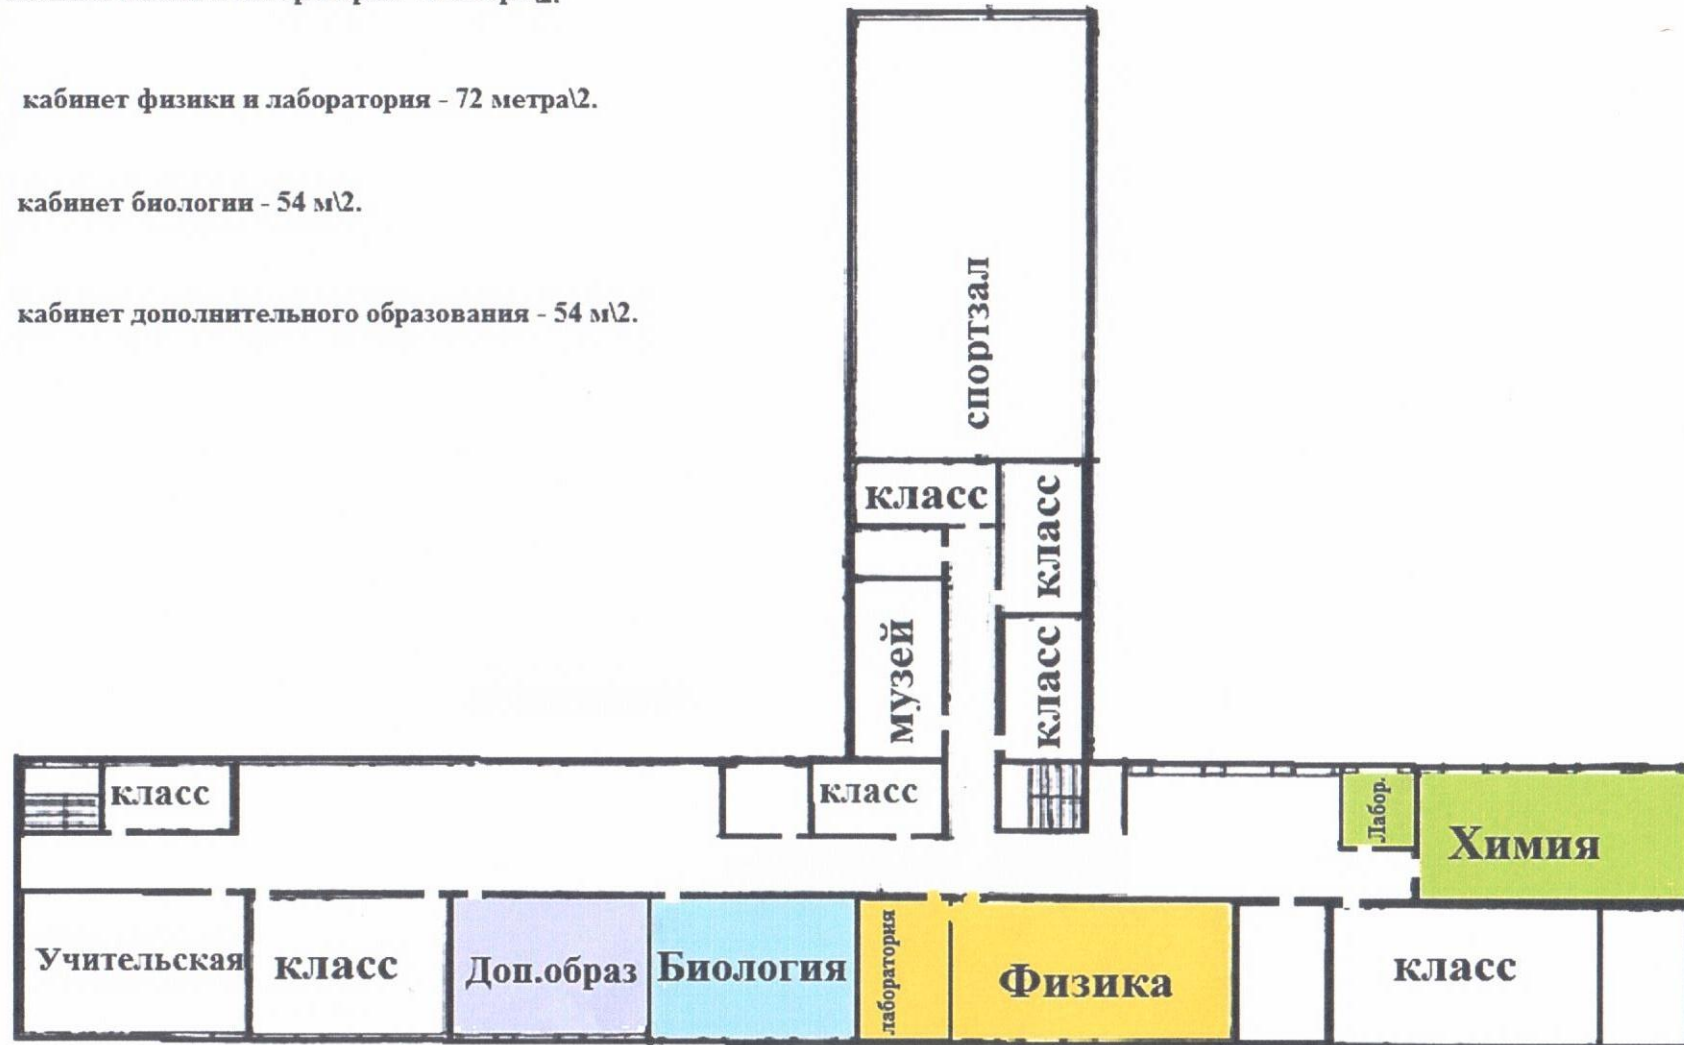 кабинет физики и лаборатория - 72 метра\2.
кабинет биологии - 54 м\2.
кабинет дополнительного образования - 54 м\2.
спортзал
класс
класс
музей
класс
класс
класс
Лабор.
Химия
Учительская
класс
Доп.образ
Биология
лаборатория
Физика
класс